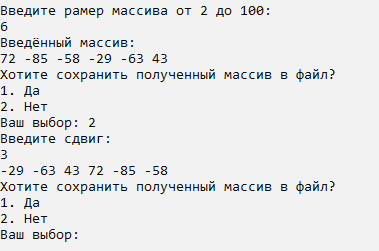 Введите рамер массива от 2 до 100:
6
Введённый массив:
72 -85 -58 -29 -63 43
Хотите сохранить полученный массив в файл?
1. Да
2. Нет
Ваш выбор: 2
Введите сдвиг:
3
-29 -63 43 72 -85 -58
Хотите сохранить полученный массив в файл?
1. Да
2. Нет
Ваш выбор: